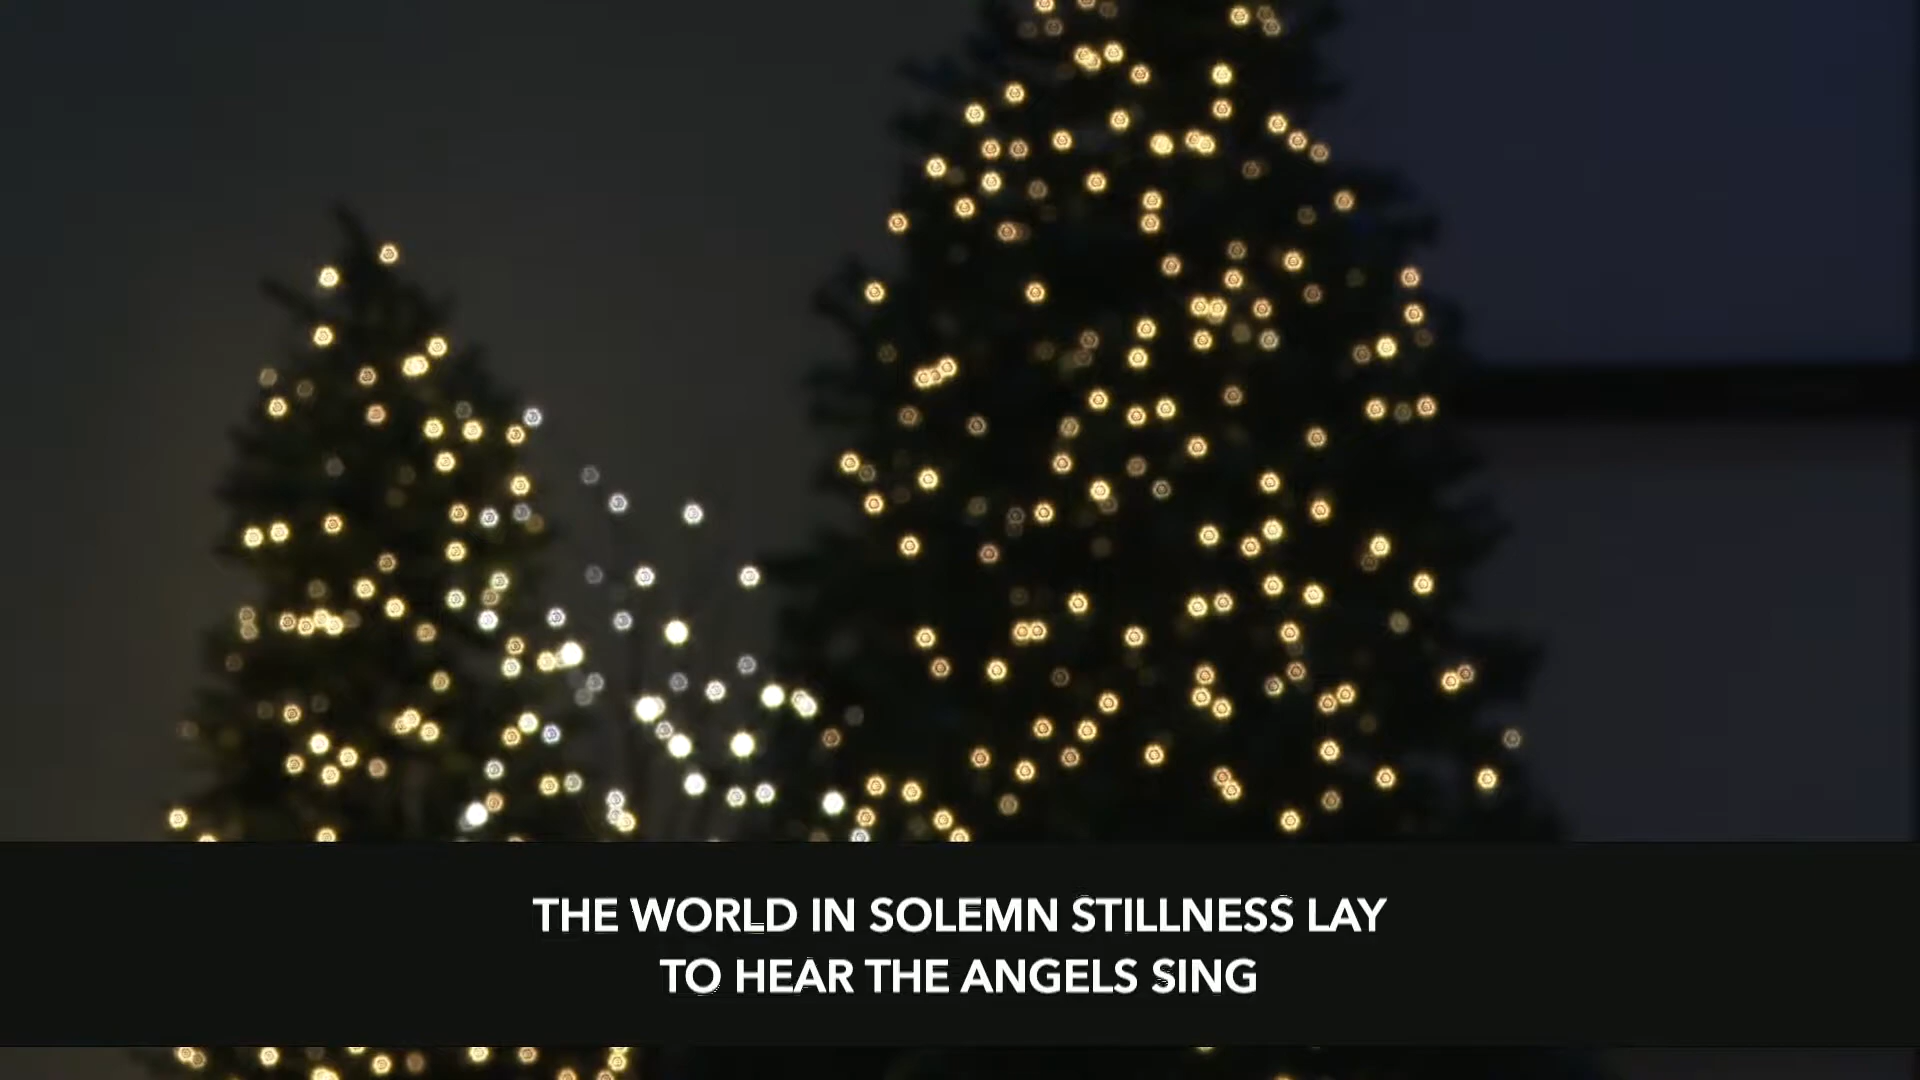 THE WORLD IN SOLEMN STILLNESS LAY
TO HEAR THE ANGELS SING